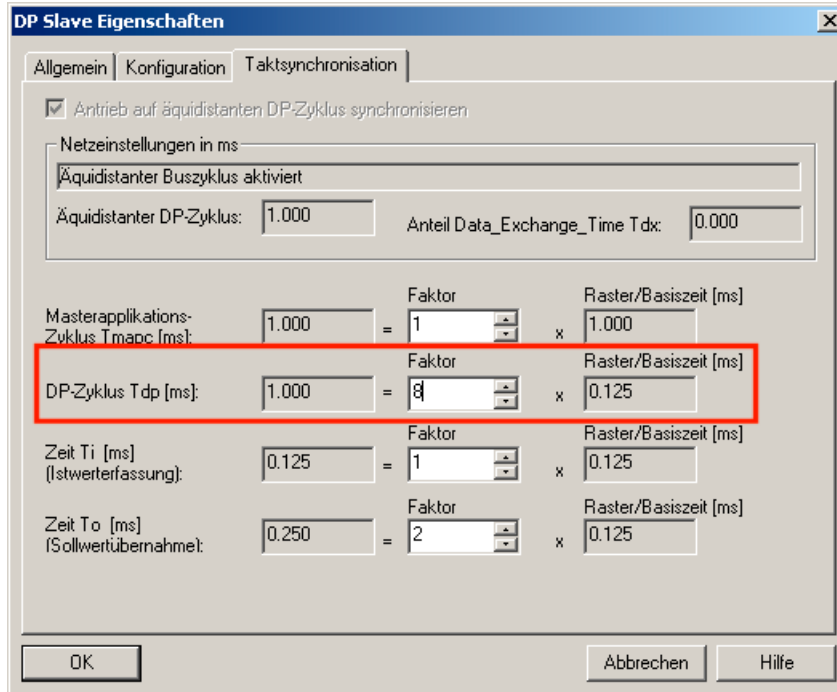 DP Slave Eigenschaften
Allgemein Konfiguration Taktsynchronisation
Antrieb auf äquidistanten DP-Zyklus synchronisieren
Netzeinstellungen in ms
Äquidistanter Buszyklus aktiviert
Äquidistanter DP-Zyklus: 1.000 Anteil Data_Exchange_Time Tdx: 0.000
Faktor Raster/Basiszeit [ms]
Masterapplikations-
Zyklus Tmapc [ms]: 1.000 = 1 x 1.000
Faktor Raster/Basiszeit [ms]
DP-Zyklus Tdp [ms]: 1.000 = 8 x 0.125
Faktor Raster/Basiszeit [ms]
Zeit Ti [ms]
(Istwerterfassung): 0.125 = 1 x 0.125
Faktor Raster/Basiszeit [ms]
Zeit To [ms]
(Sollwertübernahme): 0.250 = 2 x 0.125
OK Abbrechen Hilfe